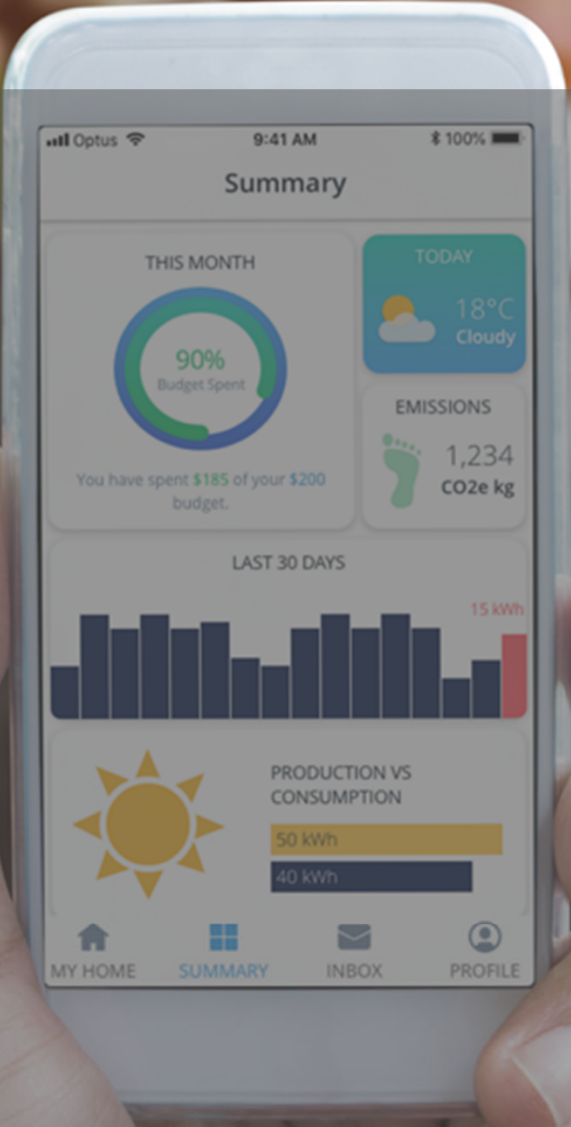 Optus 9:41 AM 100%
Summary
THIS MONTH
90%
Budget Spent
You have spent $185 of your $200
budget.
TODAY
18°C
Cloudy
EMISSIONS
1,234
CO2e kg
LAST 30 DAYS
15 kWh
PRODUCTION VS
CONSUMPTION
50 kWh
40 kWh
MY HOME SUMMARY INBOX PROFILE